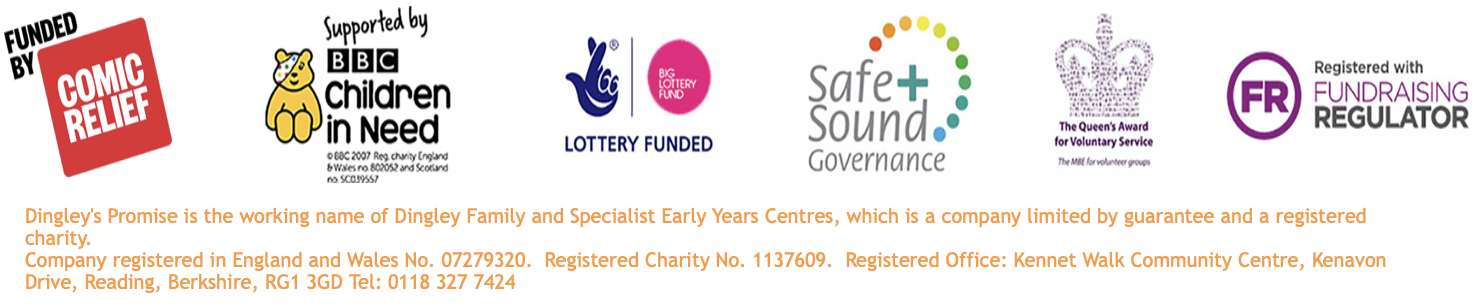 FUNDED
BY
COMIC
RELIEF
Supported by
BBC
Children
in Need
© BBC 2007 Reg. charity England
& Wales no. 802052 and Scotland
no. SC039557
BIG
LOTTERY
FUND
LOTTERY FUNDED
Safe+
Sound
Governance
The Queen's Award
for Voluntary Service
The MBE for volunteer groups
FR
Registered with
FUNDRAISING
REGULATOR
Dingley's Promise is the working name of Dingley Family and Specialist Early Years Centres, which is a company limited by guarantee and a registered
charity.
Company registered in England and Wales No. 07279320.  Registered Charity No. 1137609.  Registered Office: Kennet Walk Community Centre, Kenavon
Drive, Reading, Berkshire, RG1 3GD Tel: 0118 327 7424